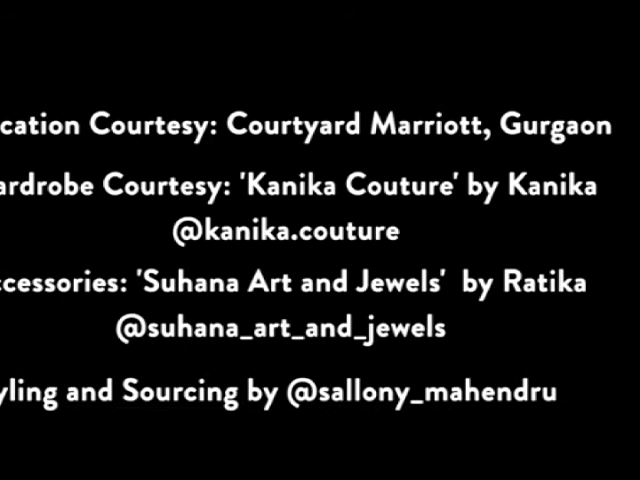 cation Courtesy: Courtyard Marriott, Gurgaon
ardrobe Courtesy: 'Kanika Couture' by Kanika
@kanika.couture
ccessories: 'Suhana Art and Jewels' by Ratika
@suhana_art_and_jewels
yling and Sourcing by @sallony_mahendru